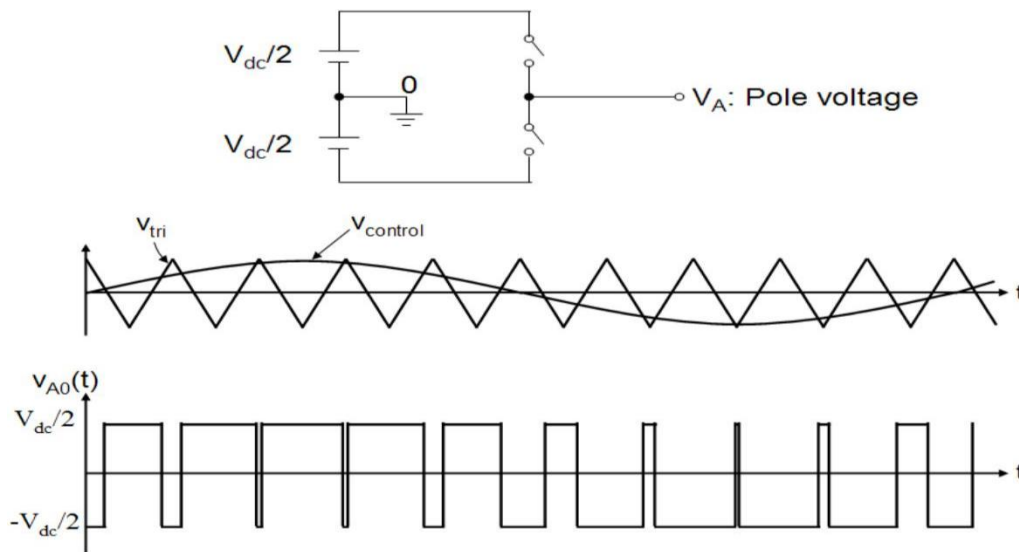 V_dc/2
0
V_A: Pole voltage
V_dc/2
v_tri
v_control
t
v_A0(t)
V_dc/2
t
-V_dc/2